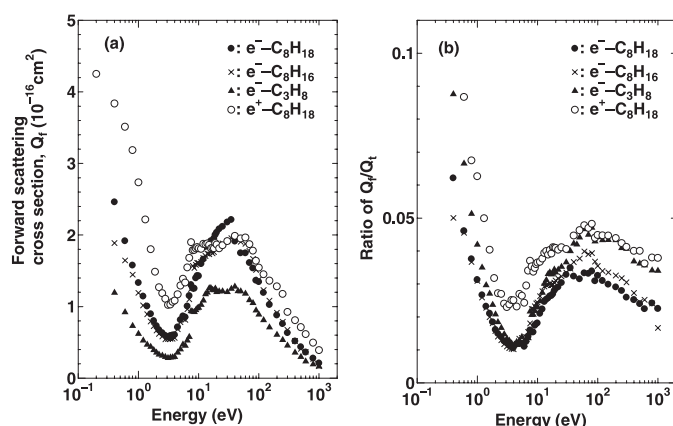 (a)
●: e⁻–C₈H₁₈
×: e⁻–C₈H₁₆
▲: e⁻–C₃H₈
○: e⁺–C₈H₁₈
Forward scattering
cross section, Q_f (10⁻¹⁶cm²)
5
4
3
2
1
0
10⁻¹ 10⁰ 10¹ 10² 10³
Energy (eV)
(b)
●: e⁻–C₈H₁₈
×: e⁻–C₈H₁₆
▲: e⁻–C₃H₈
○: e⁺–C₈H₁₈
Ratio of Q_f/Q_t
0.1
0.05
0
10⁻¹ 10⁰ 10¹ 10² 10³
Energy (eV)